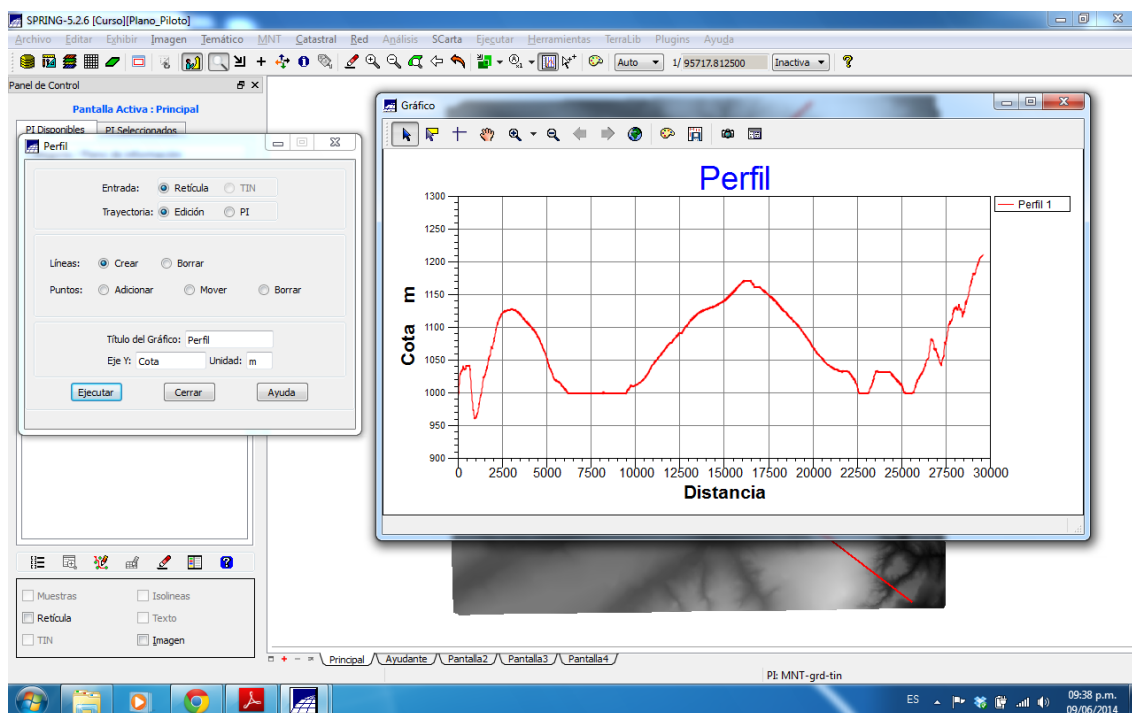 SPRING-5.2.6 [Curso][Plano_Piloto]
Archivo Editar Exhibir Imagen Temático MNT Catastral Red Análisis SCarta Ejecutar Herramientas TerraLib Plugins Ayuda
Auto 1/ 95717.812500 Inactiva
Panel de Control
Pantalla Activa : Principal
PI Disponibles PI Seleccionados
Perfil
Entrada: Retícula TIN
Trayectoria: Edición PI
Líneas: Crear Borrar
Puntos: Adicionar Mover Borrar
Título del Gráfico: Perfil
Eje Y: Cota Unidad: m
Ejecutar Cerrar Ayuda
Muestras Isolineas
Retícula Texto
TIN Imagen
Gráfico
Perfil
Perfil 1
1300
1250
1200
1150
1100
1050
1000
950
900
Cota m
0 2500 5000 7500 10000 12500 15000 17500 20000 22500 25000 27500 30000
Distancia
Principal Ayudante Pantalla2 Pantalla3 Pantalla4
PI: MNT-grd-tin
ES 09:38 p.m.
09/06/2014